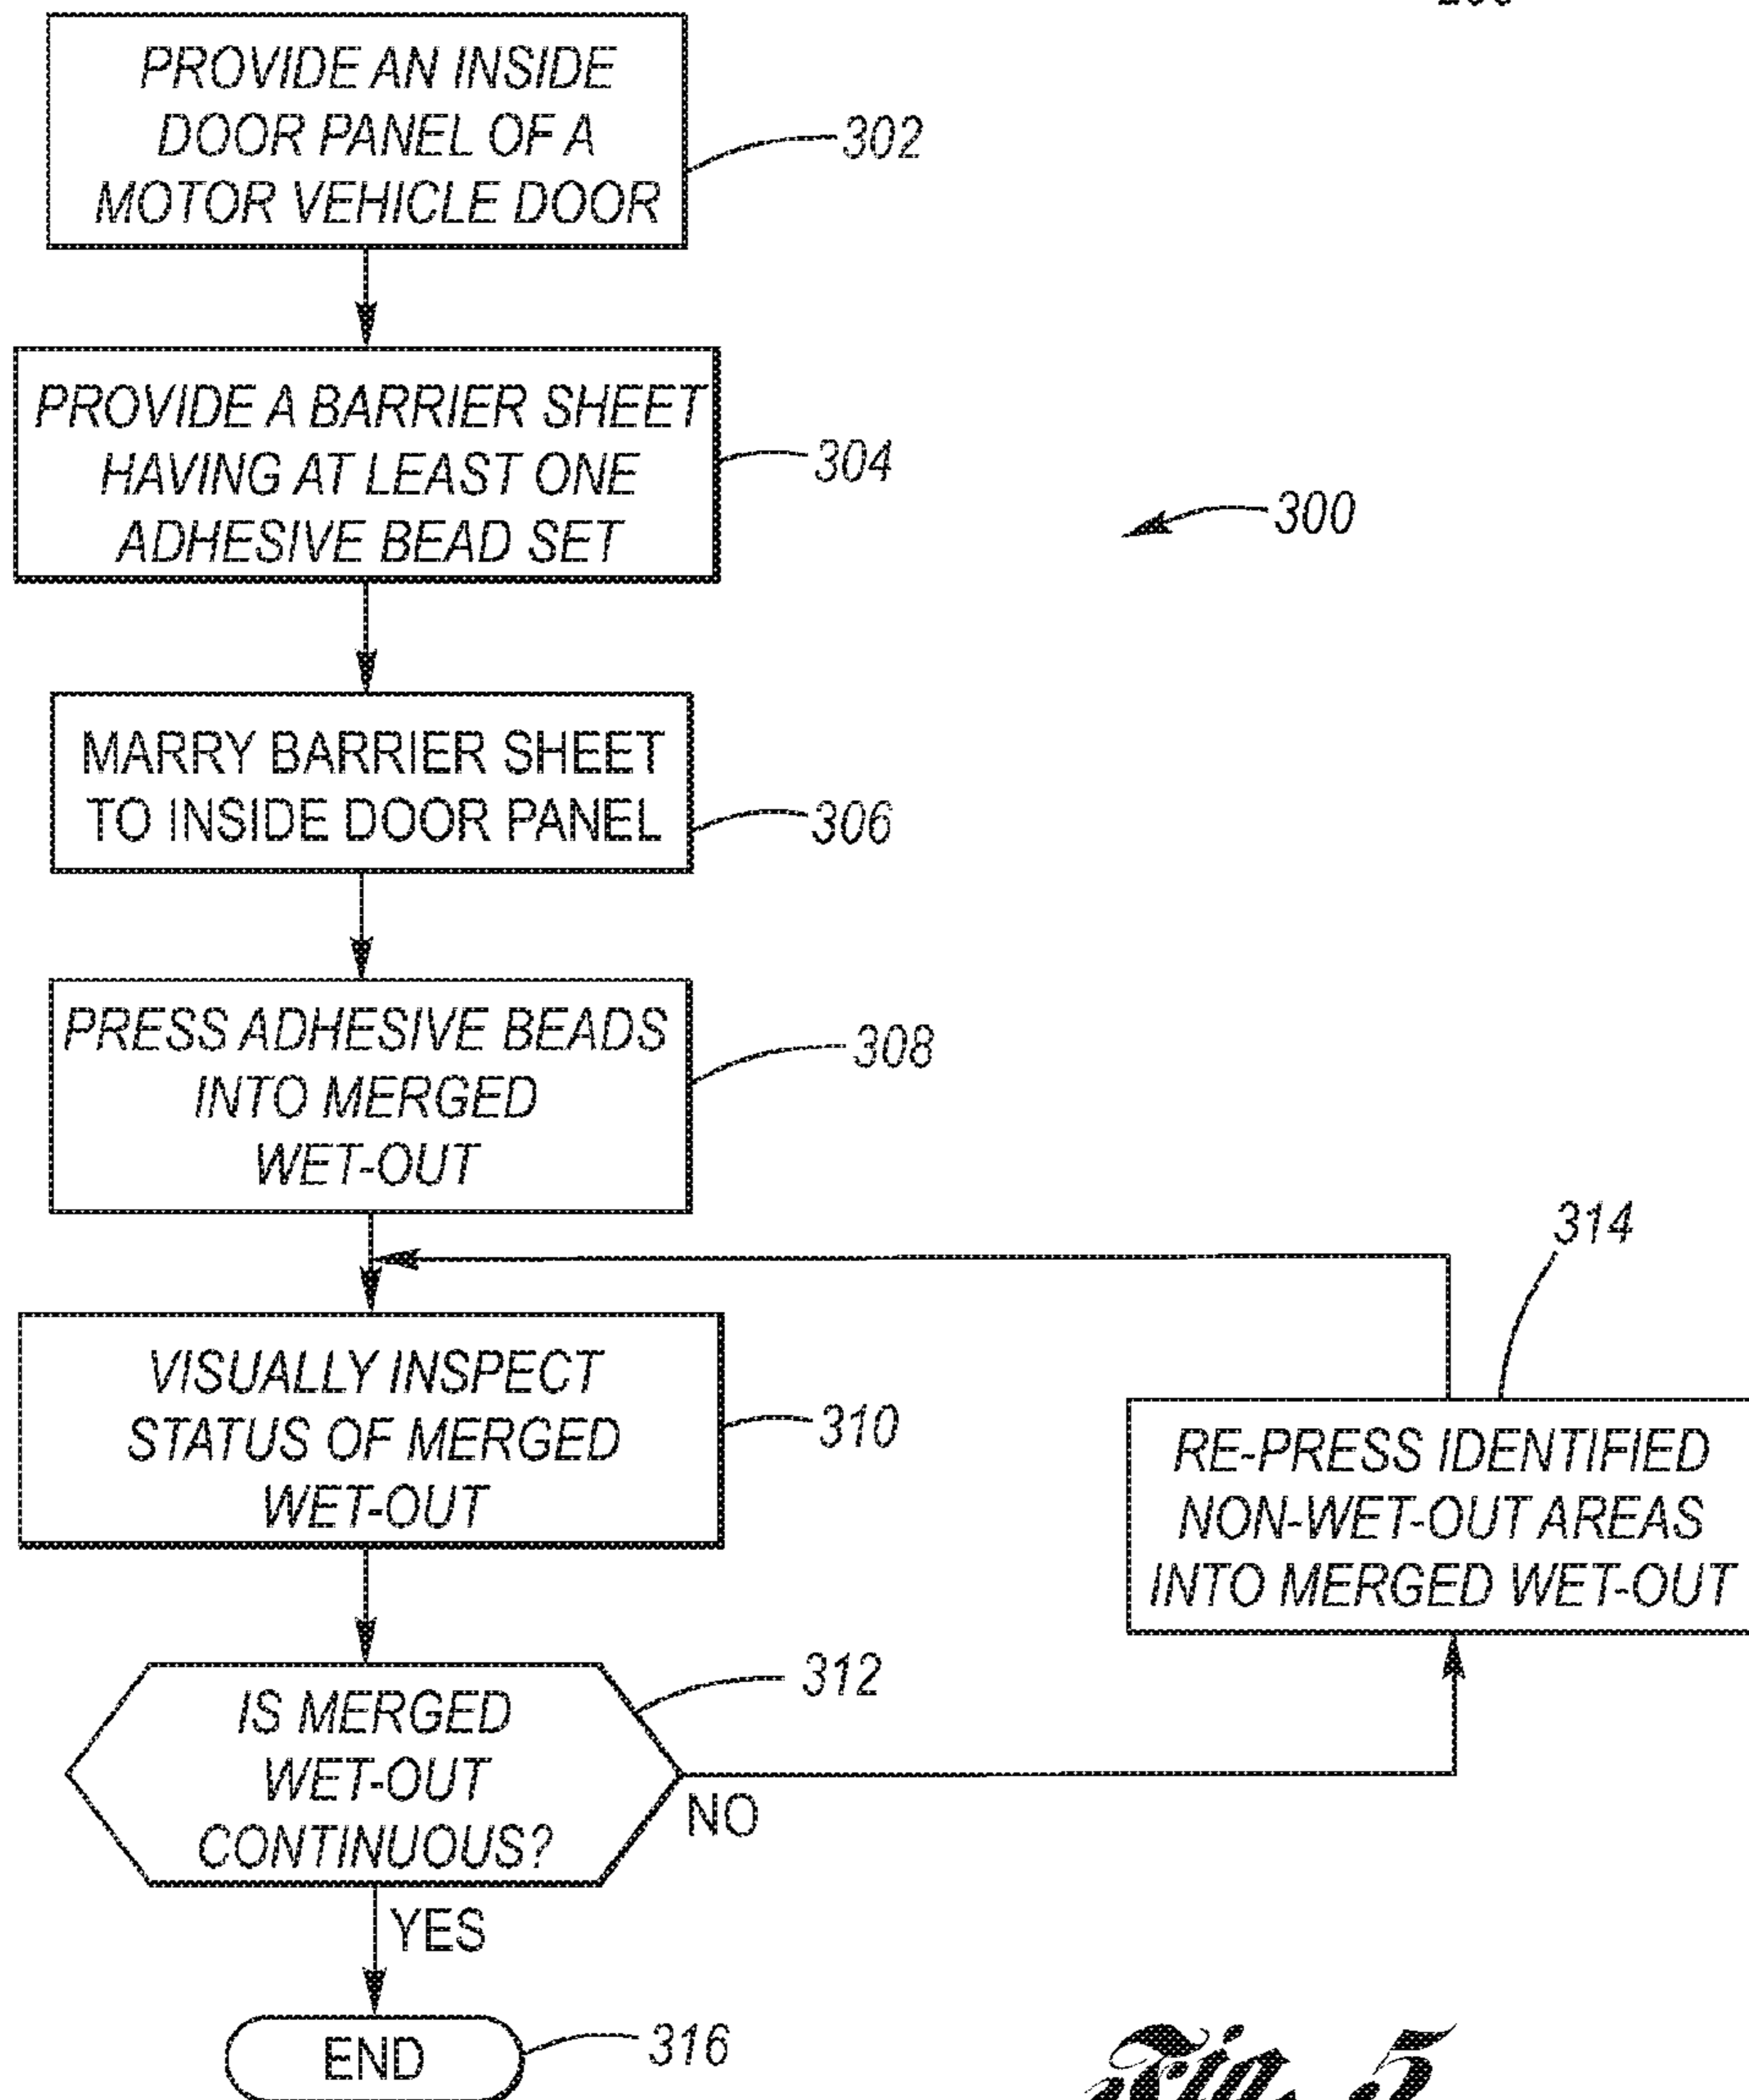 PROVIDE AN INSIDE
DOOR PANEL OF A
MOTOR VEHICLE DOOR
302
PROVIDE A BARRIER SHEET
HAVING AT LEAST ONE
ADHESIVE BEAD SET
304
300
MARRY BARRIER SHEET
TO INSIDE DOOR PANEL
306
PRESS ADHESIVE BEADS
INTO MERGED
WET-OUT
308
314
VISUALLY INSPECT
STATUS OF MERGED
WET-OUT
310
RE-PRESS IDENTIFIED
NON-WET-OUT AREAS
INTO MERGED WET-OUT
312
IS MERGED
WET-OUT
CONTINUOUS?
NO
YES
END
316
Fig. 5